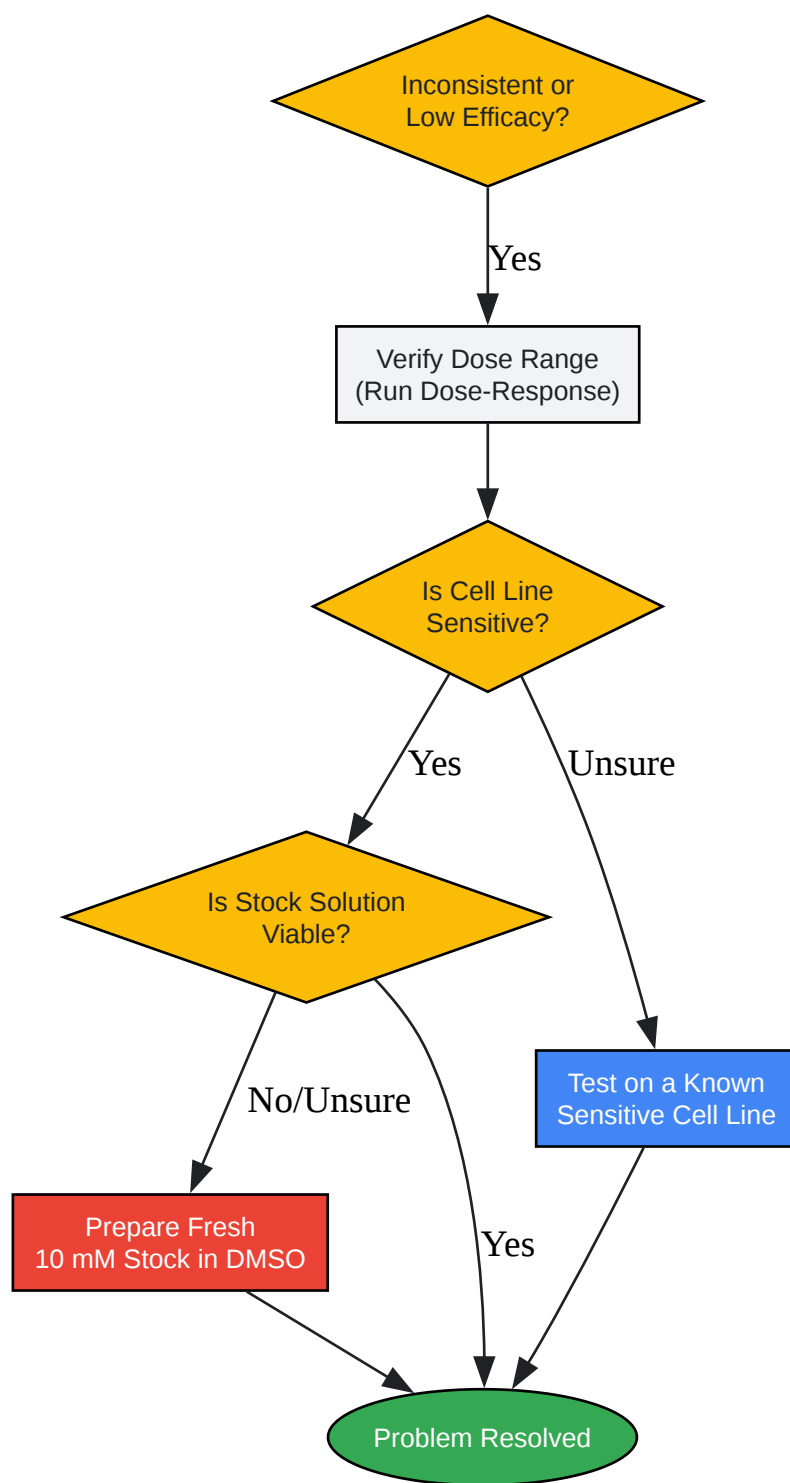 Inconsistent or
Low Efficacy?
Yes
Verify Dose Range
(Run Dose-Response)
Is Cell Line
Sensitive?
Yes
Unsure
Is Stock Solution
Viable?
No/Unsure
Test on a Known
Sensitive Cell Line
Prepare Fresh
10 mM Stock in DMSO
Yes
Problem Resolved